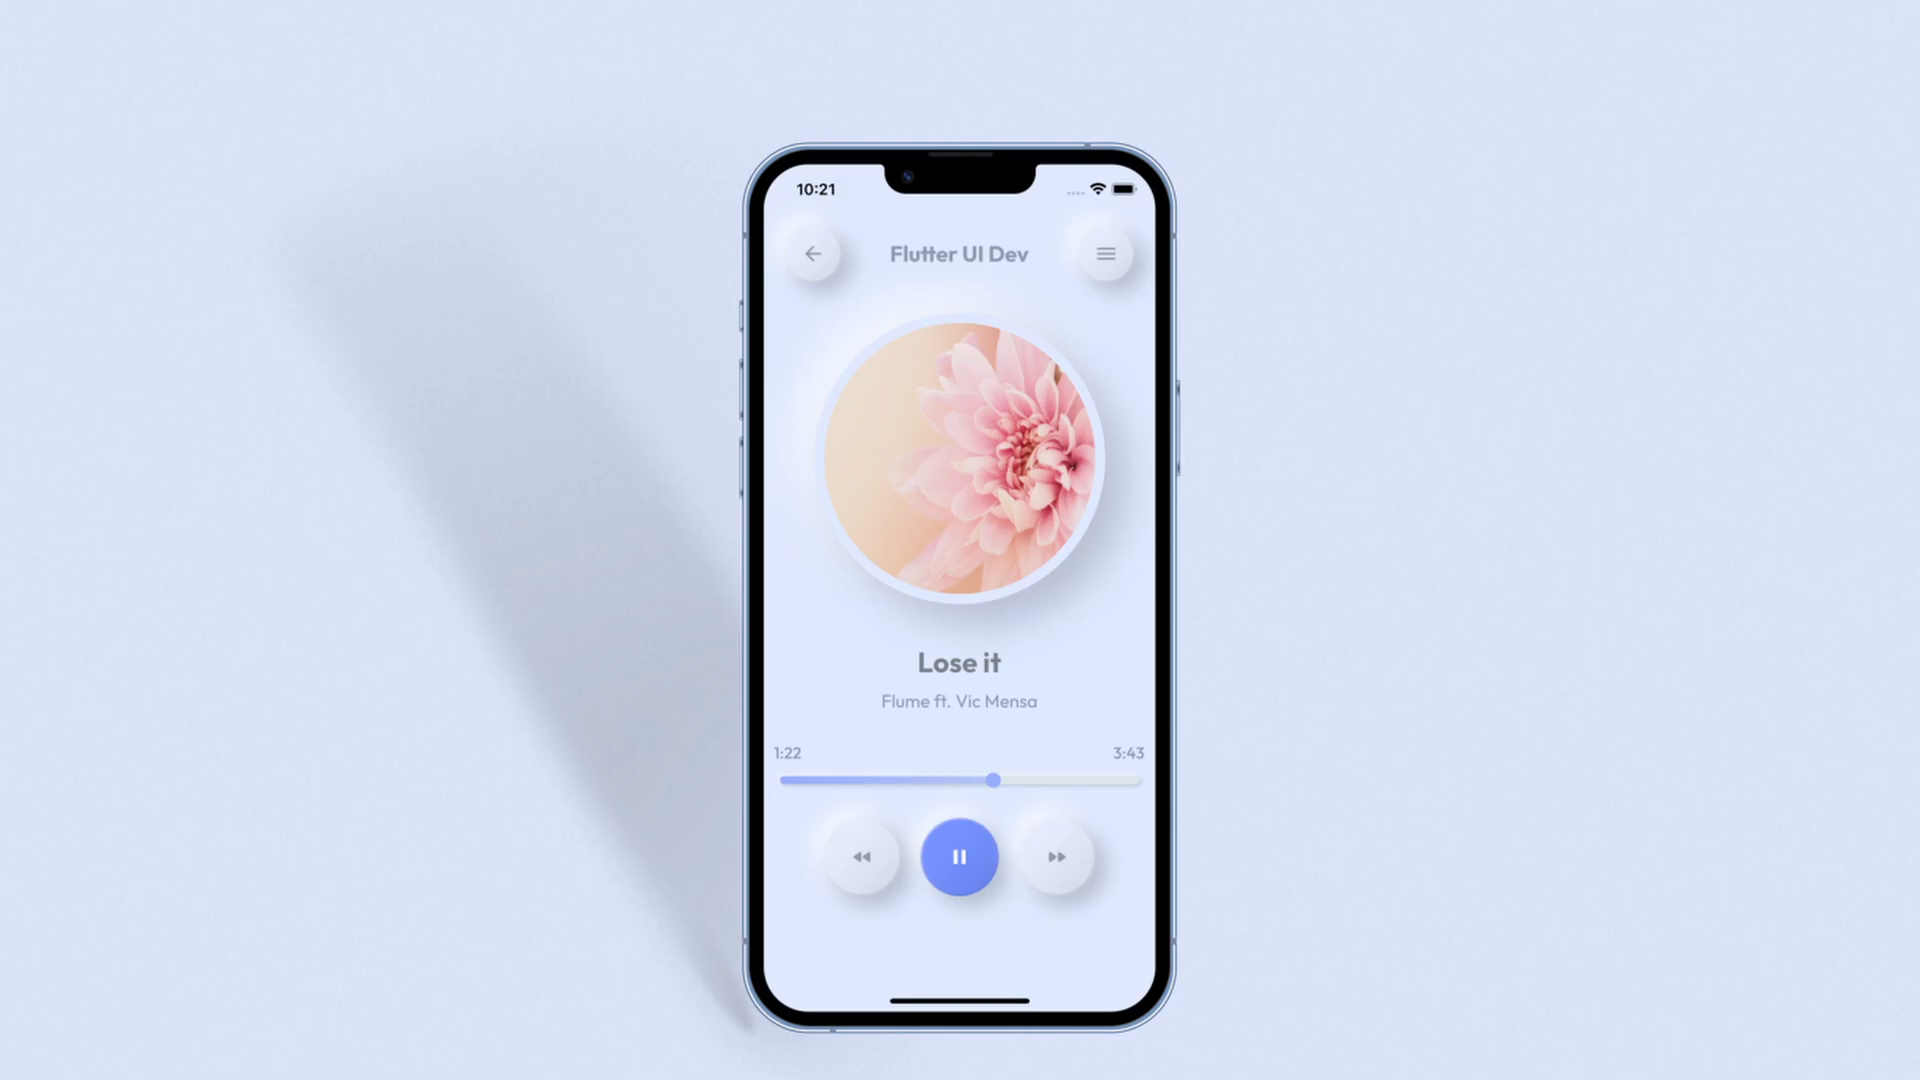 10:21
Flutter UI Dev
Lose it
Flume ft. Vic Mensa
1:22
3:43